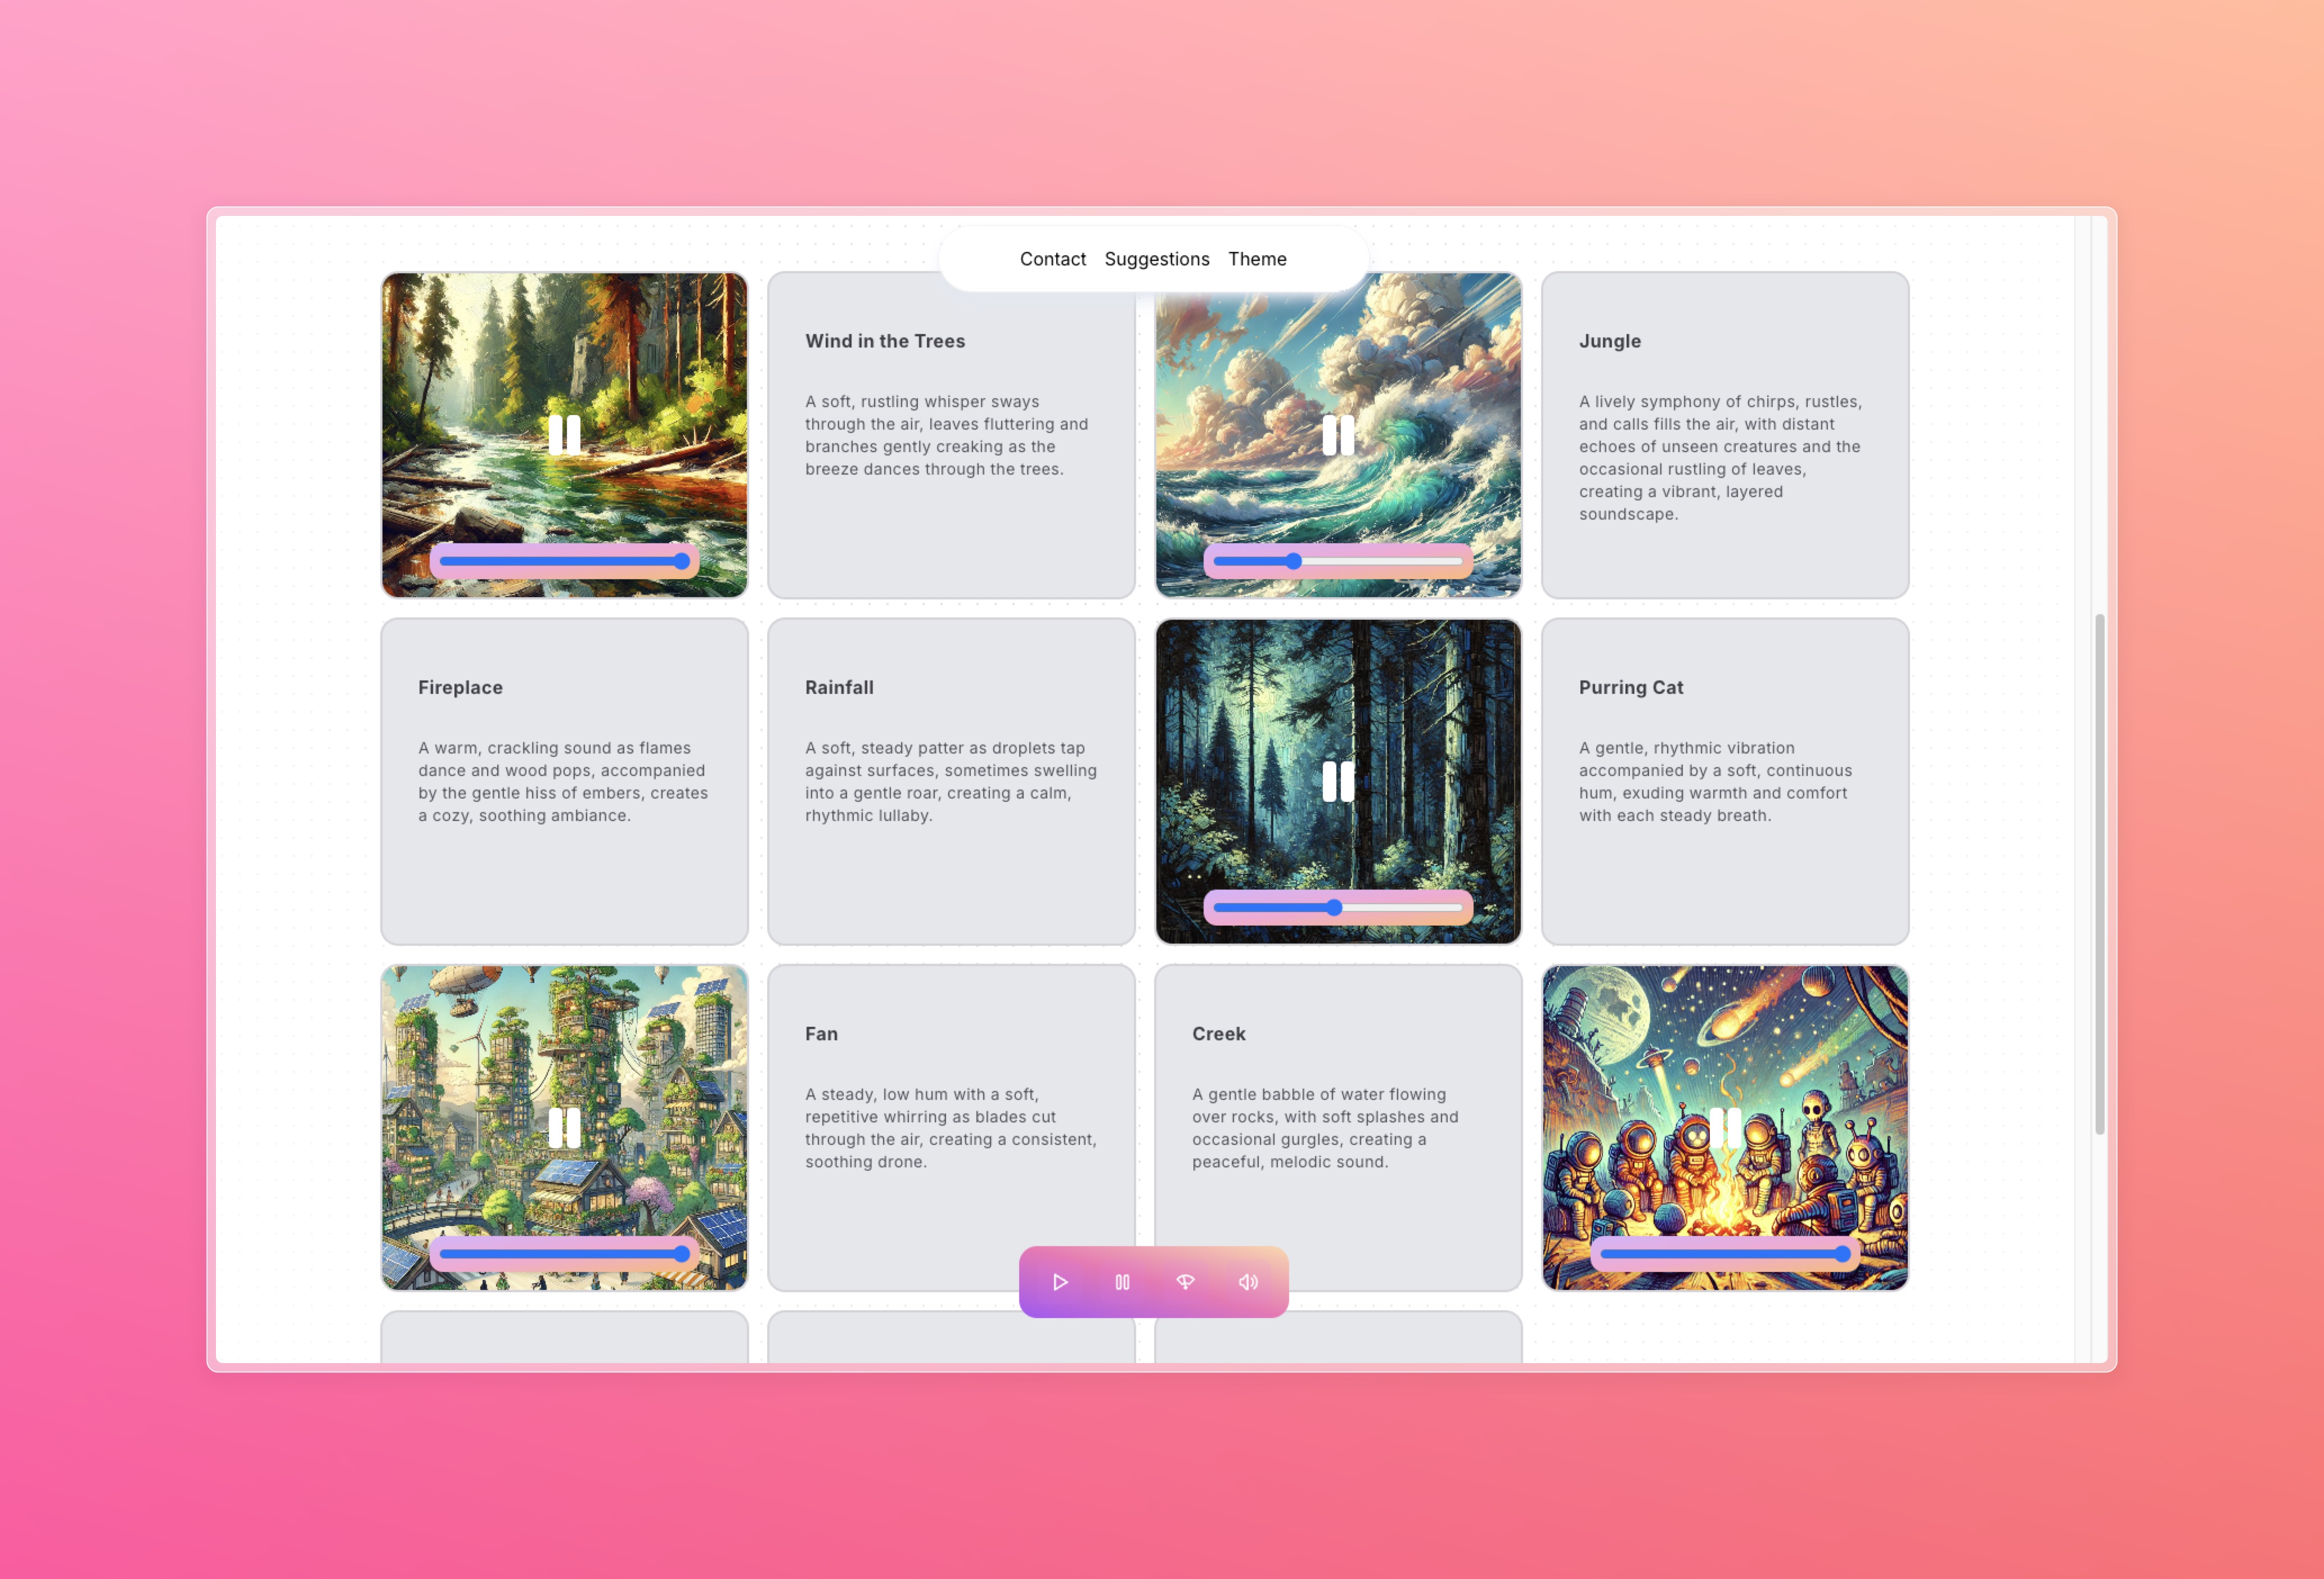 Contact Suggestions Theme
Wind in the Trees
A soft, rustling whisper sways
through the air, leaves fluttering and
branches gently creaking as the
breeze dances through the trees.
Jungle
A lively symphony of chirps, rustles,
and calls fills the air, with distant
echoes of unseen creatures and the
occasional rustling of leaves,
creating a vibrant, layered
soundscape.
Fireplace
A warm, crackling sound as flames
dance and wood pops, accompanied
by the gentle hiss of embers, creates
a cozy, soothing ambiance.
Rainfall
A soft, steady patter as droplets tap
against surfaces, sometimes swelling
into a gentle roar, creating a calm,
rhythmic lullaby.
Purring Cat
A gentle, rhythmic vibration
accompanied by a soft, continuous
hum, exuding warmth and comfort
with each steady breath.
Fan
A steady, low hum with a soft,
repetitive whirring as blades cut
through the air, creating a consistent,
soothing drone.
Creek
A gentle babble of water flowing
over rocks, with soft splashes and
occasional gurgles, creating a
peaceful, melodic sound.